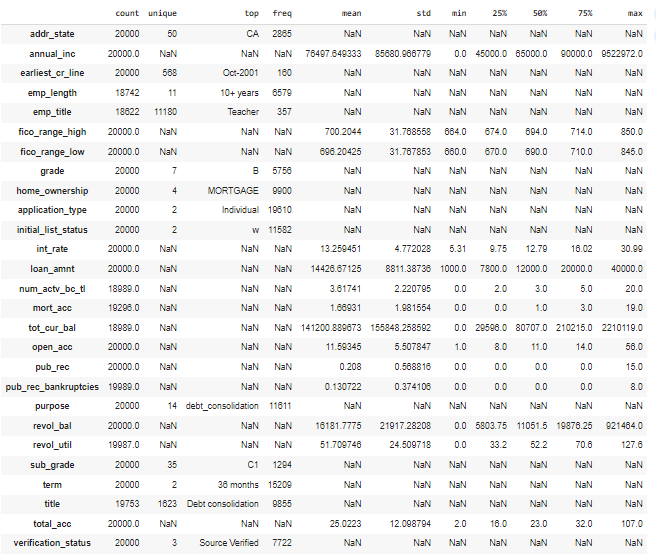 count unique top freq mean std min 25% 50% 75% max
addr_state 20000 50 CA 2865 NaN NaN NaN NaN NaN NaN NaN
annual_inc 20000.0 NaN NaN NaN 76497.649333 85680.966779 0.0 45000.0 65000.0 90000.0 9522972.0
earliest_cr_line 20000 568 Oct-2001 160 NaN NaN NaN NaN NaN NaN NaN
emp_length 18742 11 10+ years 6579 NaN NaN NaN NaN NaN NaN NaN
emp_title 18622 11180 Teacher 357 NaN NaN NaN NaN NaN NaN NaN
fico_range_high 20000.0 NaN NaN NaN 700.2044 31.768558 664.0 674.0 694.0 714.0 850.0
fico_range_low 20000.0 NaN NaN NaN 696.20425 31.767853 660.0 670.0 690.0 710.0 845.0
grade 20000 7 B 5756 NaN NaN NaN NaN NaN NaN NaN
home_ownership 20000 4 MORTGAGE 9900 NaN NaN NaN NaN NaN NaN NaN
application_type 20000 2 Individual 19610 NaN NaN NaN NaN NaN NaN NaN
initial_list_status 20000 2 w 11582 NaN NaN NaN NaN NaN NaN NaN
int_rate 20000.0 NaN NaN NaN 13.259451 4.772028 5.31 9.75 12.79 16.02 30.99
loan_amnt 20000.0 NaN NaN NaN 14426.67125 8811.38736 1000.0 7800.0 12000.0 20000.0 40000.0
num_actv_bc_tl 18989.0 NaN NaN NaN 3.61741 2.220795 0.0 2.0 3.0 5.0 20.0
mort_acc 19296.0 NaN NaN NaN 1.66931 1.981554 0.0 0.0 1.0 3.0 19.0
tot_cur_bal 18989.0 NaN NaN NaN 141200.889673 155848.258592 0.0 29596.0 80707.0 210215.0 2210119.0
open_acc 20000.0 NaN NaN NaN 11.59345 5.507847 1.0 8.0 11.0 14.0 56.0
pub_rec 20000.0 NaN NaN NaN 0.208 0.568816 0.0 0.0 0.0 0.0 15.0
pub_rec_bankruptcies 19989.0 NaN NaN NaN 0.130722 0.374106 0.0 0.0 0.0 0.0 8.0
purpose 20000 14 debt_consolidation 11611 NaN NaN NaN NaN NaN NaN NaN
revol_bal 20000.0 NaN NaN NaN 16181.7775 21917.28208 0.0 5803.75 11051.5 19876.25 921464.0
revol_util 19987.0 NaN NaN NaN 51.709746 24.509718 0.0 33.2 52.2 70.6 127.6
sub_grade 20000 35 C1 1294 NaN NaN NaN NaN NaN NaN NaN
term 20000 2 36 months 15209 NaN NaN NaN NaN NaN NaN NaN
title 19753 1623 Debt consolidation 9855 NaN NaN NaN NaN NaN NaN NaN
total_acc 20000.0 NaN NaN NaN 25.0223 12.098794 2.0 16.0 23.0 32.0 107.0
verification_status 20000 3 Source Verified 7722 NaN NaN NaN NaN NaN NaN NaN